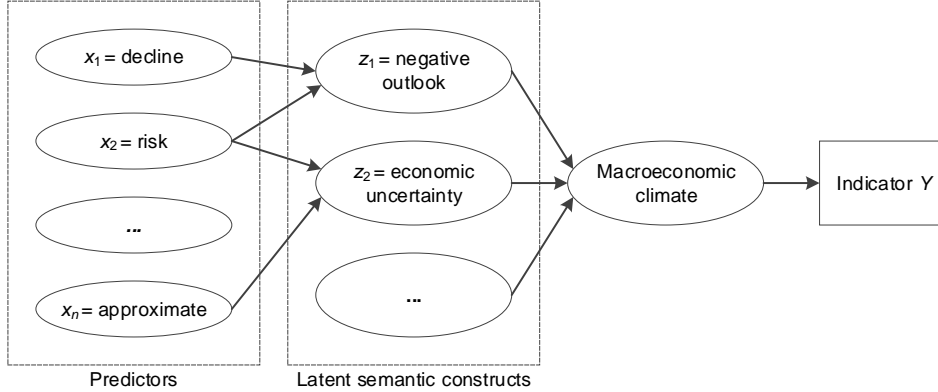 x₁ = decline
x₂ = risk
...
xₙ = approximate
Predictors
z₁ = negative
outlook
z₂ = economic
uncertainty
...
Latent semantic constructs
Macroeconomic
climate
Indicator Y